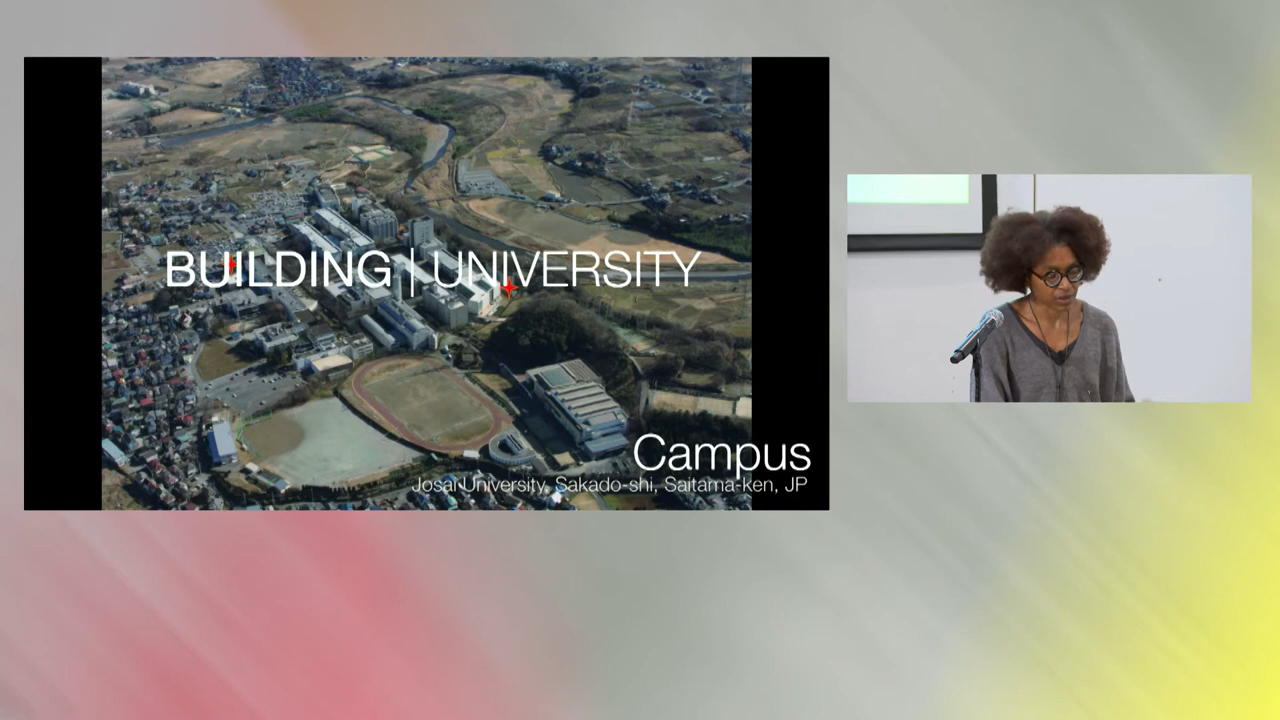 BUILDING | UNIVERSITY
Campus
Josai University, Sakado-shi, Saitama-ken, JP